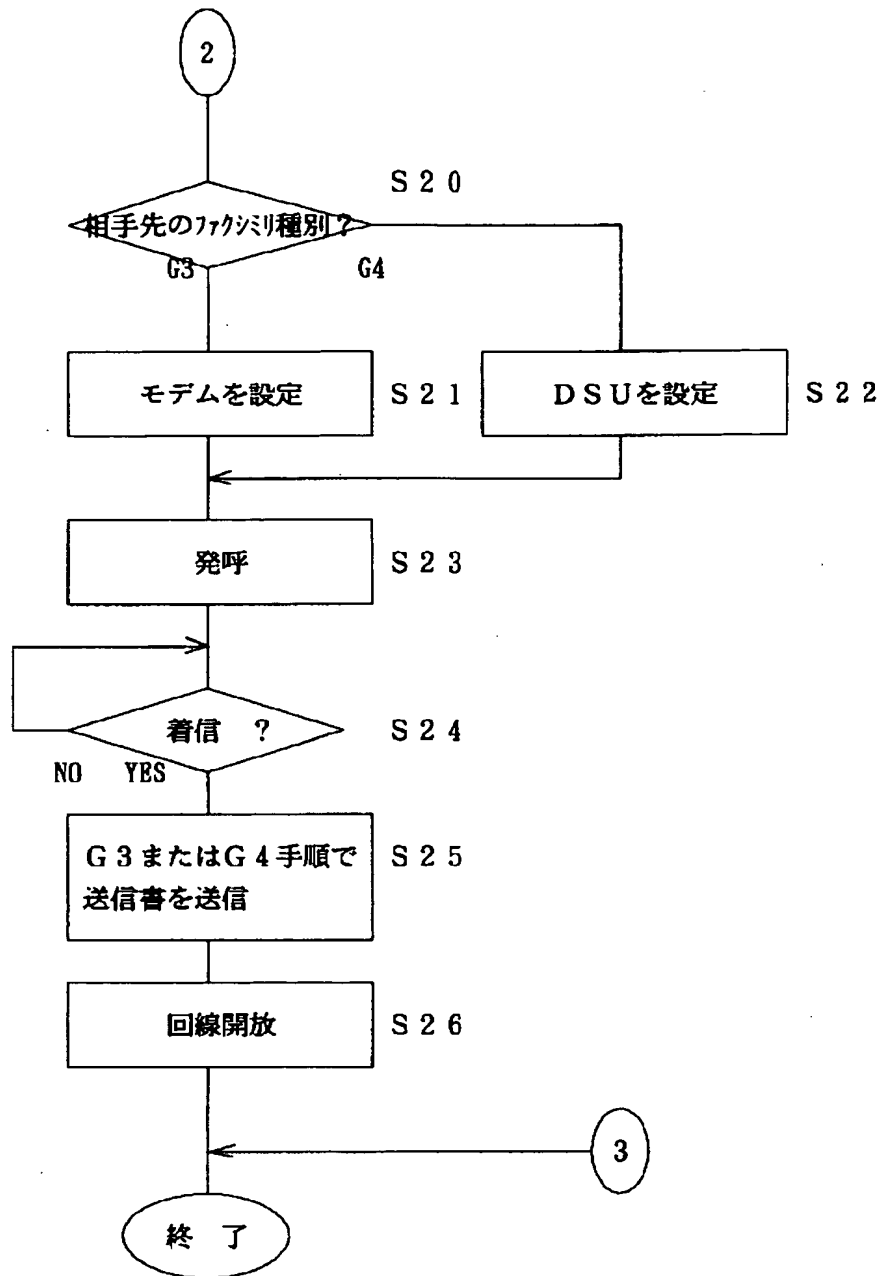 2
S20
相手先のファクシミリ種別?
G3 G4
モデムを設定 S21
DSUを設定 S22
発呼 S23
着信 ? S24
NO YES
G3またはG4手順で S25
送信書を送信
回線開放 S26
3
終 了